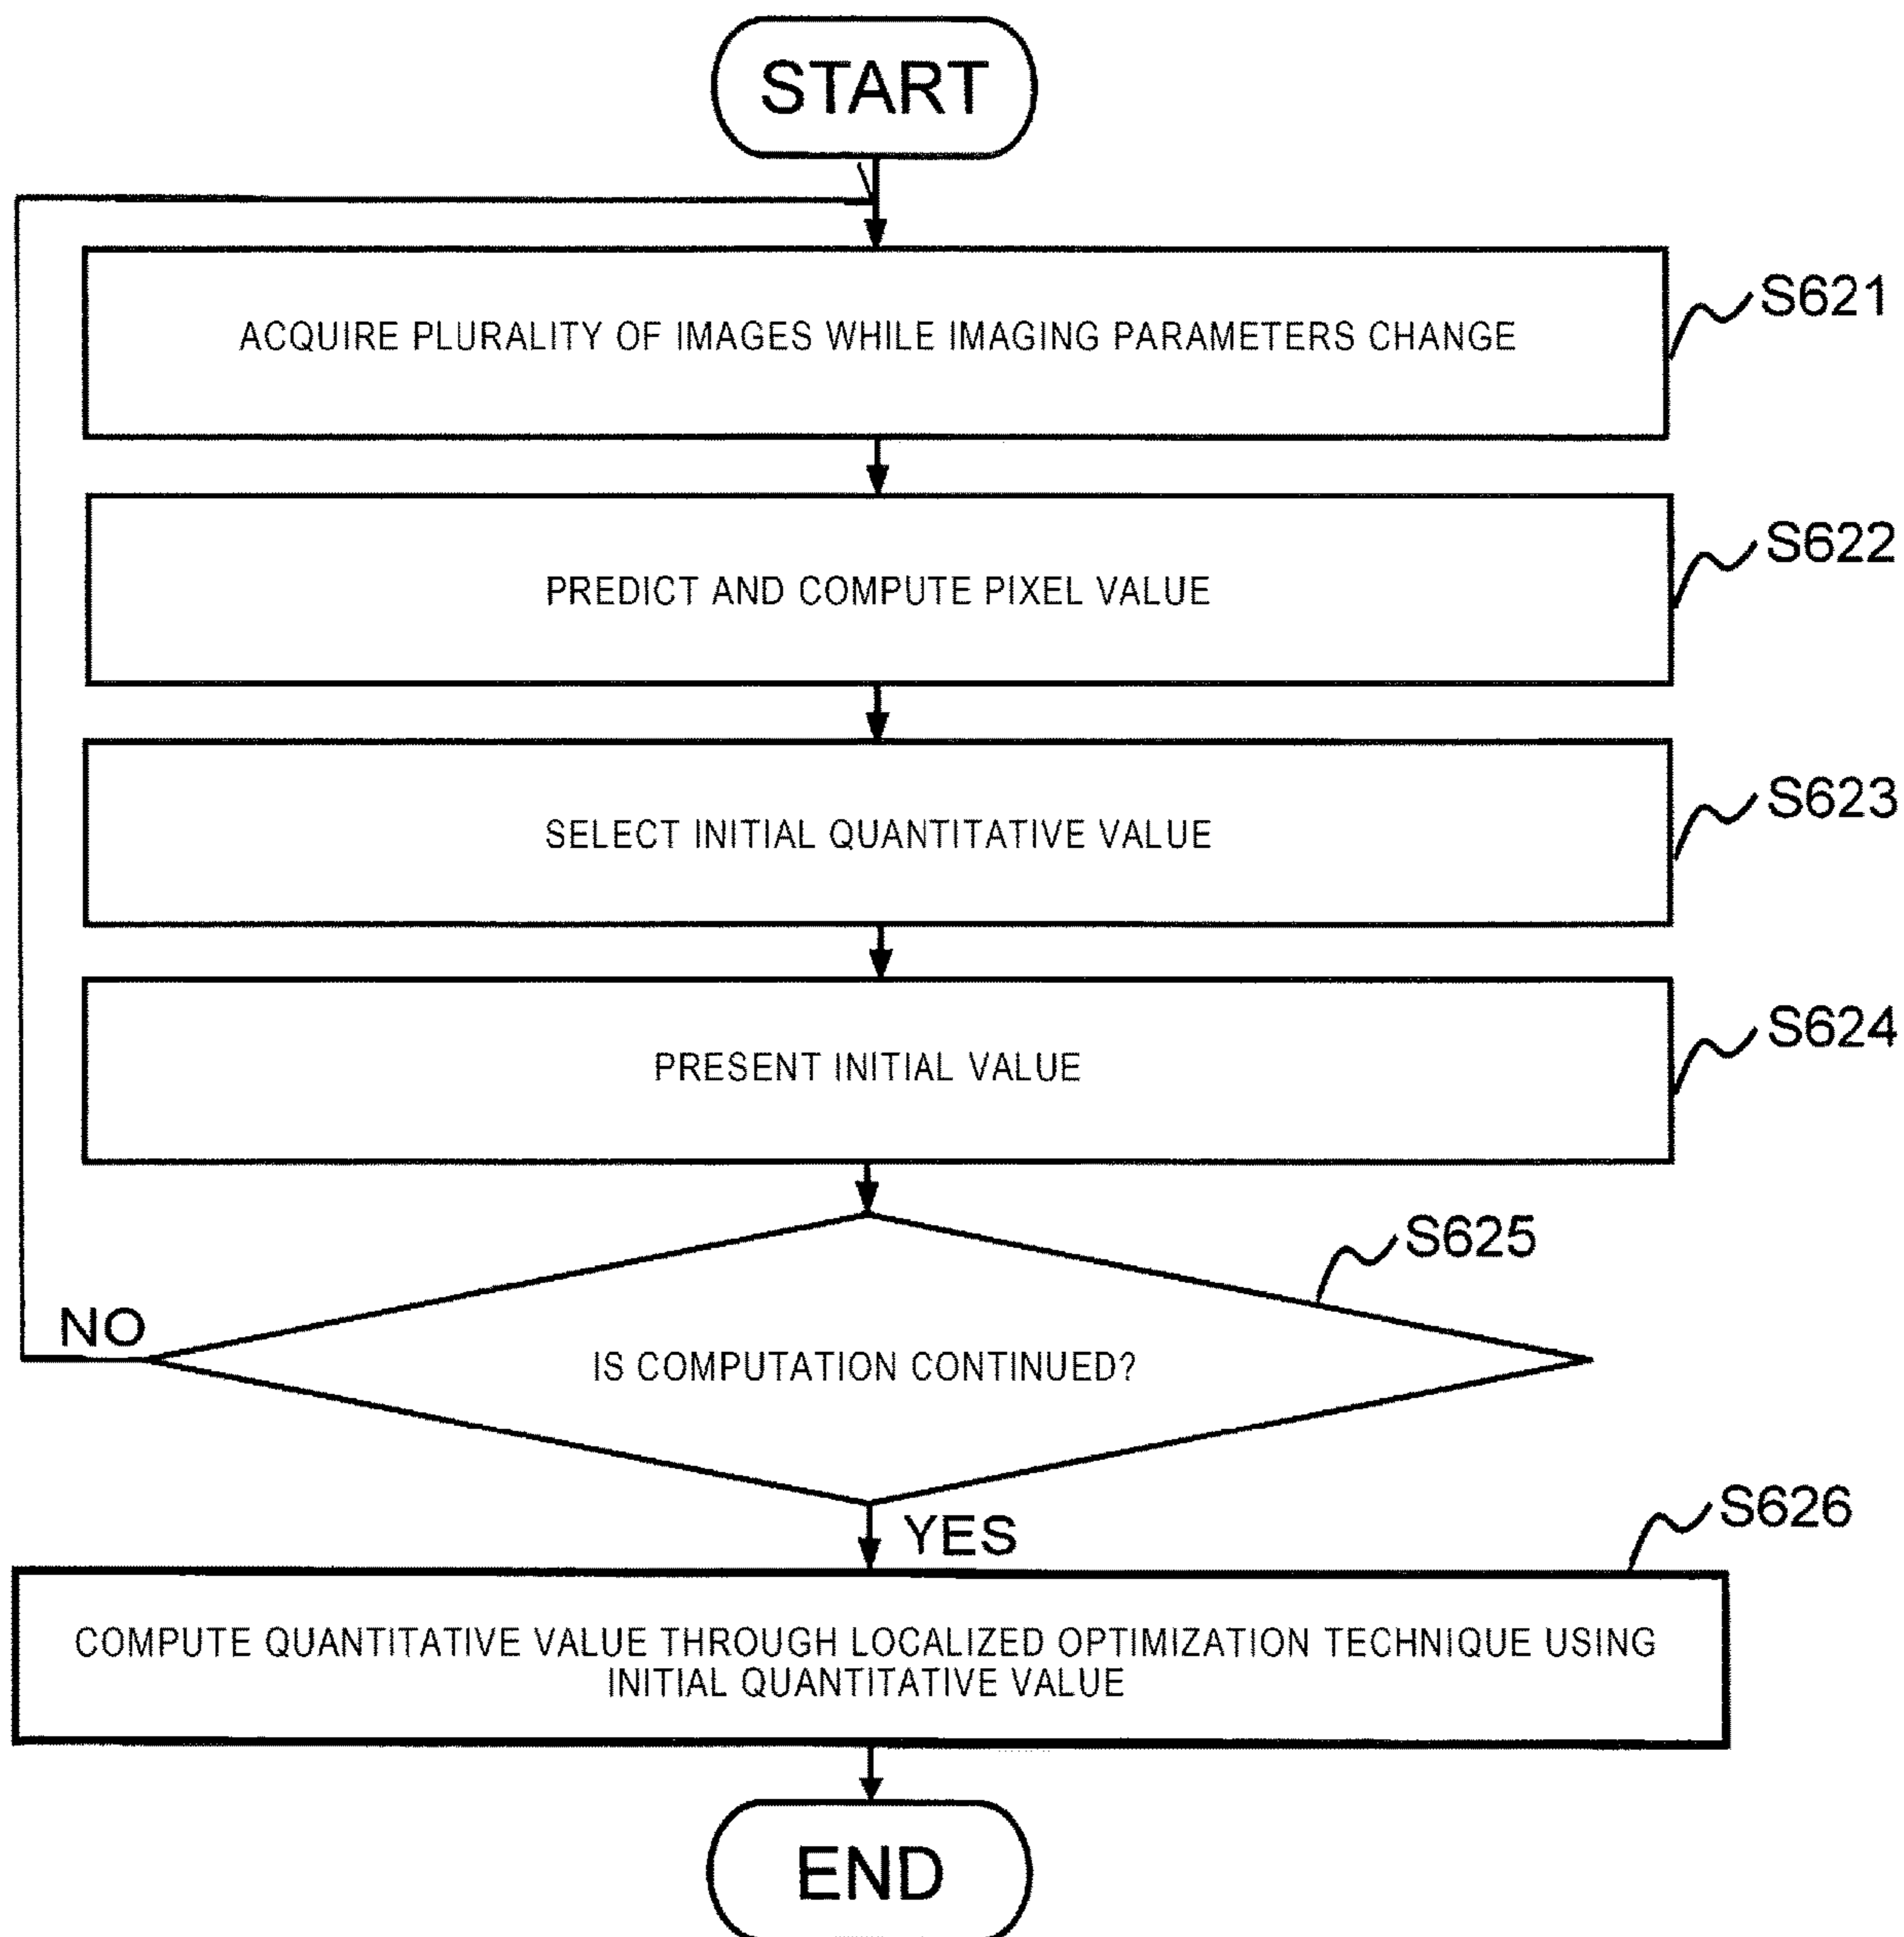 START
ACQUIRE PLURALITY OF IMAGES WHILE IMAGING PARAMETERS CHANGE
S621
PREDICT AND COMPUTE PIXEL VALUE
S622
SELECT INITIAL QUANTITATIVE VALUE
S623
PRESENT INITIAL VALUE
S624
S625
NO
IS COMPUTATION CONTINUED?
YES
S626
COMPUTE QUANTITATIVE VALUE THROUGH LOCALIZED OPTIMIZATION TECHNIQUE USING
INITIAL QUANTITATIVE VALUE
END